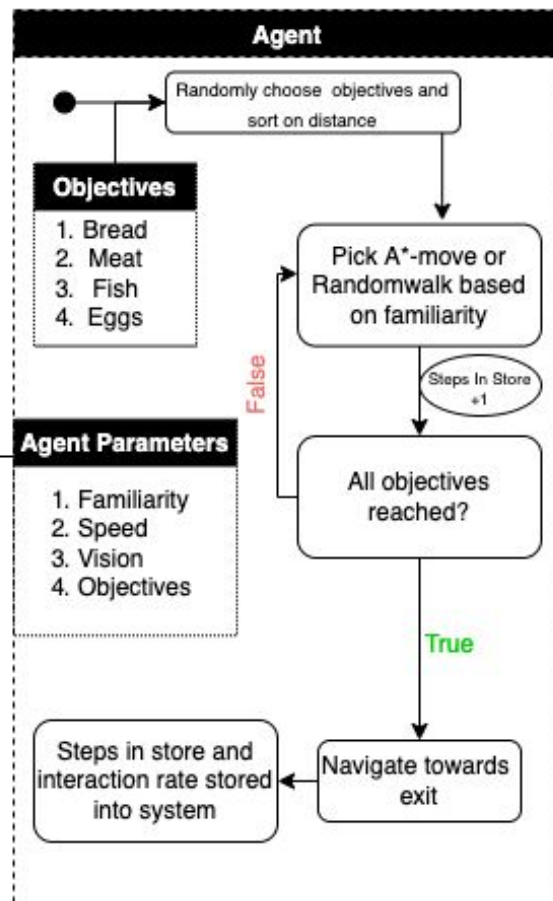 Agent
Randomly choose objectives and
sort on distance
Objectives
1. Bread
2. Meat
3. Fish
4. Eggs
Pick A*-move or
Randomwalk based
on familiarity
False
Steps In Store
+1
Agent Parameters
1. Familiarity
2. Speed
3. Vision
4. Objectives
All objectives
reached?
True
Steps in store and
interaction rate stored
into system
Navigate towards
exit